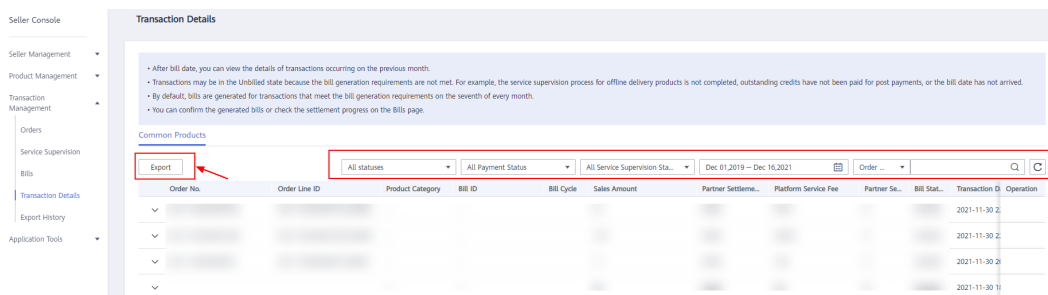 Seller Console
Transaction Details
Seller Management
Product Management
Transaction
Management
Orders
Service Supervision
Bills
Transaction Details
Export History
Application Tools
• After bill date, you can view the details of transactions occurring on the previous month.
• Transactions may be in the Unbilled state because the bill generation requirements are not met. For example, the service supervision process for offline delivery products is not completed, outstanding credits have not been paid for post payments, or the bill date has not arrived.
• By default, bills are generated for transactions that meet the bill generation requirements on the seventh of every month.
• You can confirm the generated bills or check the settlement progress on the Bills page.
Common Products
Export All statuses All Payment Status All Service Supervision Sta... Dec 01,2019 — Dec 16,2021 Order ...
Order No. Order Line ID Product Category Bill ID Bill Cycle Sales Amount Partner Settleme... Platform Service Fee Partner Se... Bill Stat... Transaction D Operation
2021-11-30 2
2021-11-30 2
2021-11-30 20
2021-11-30 18